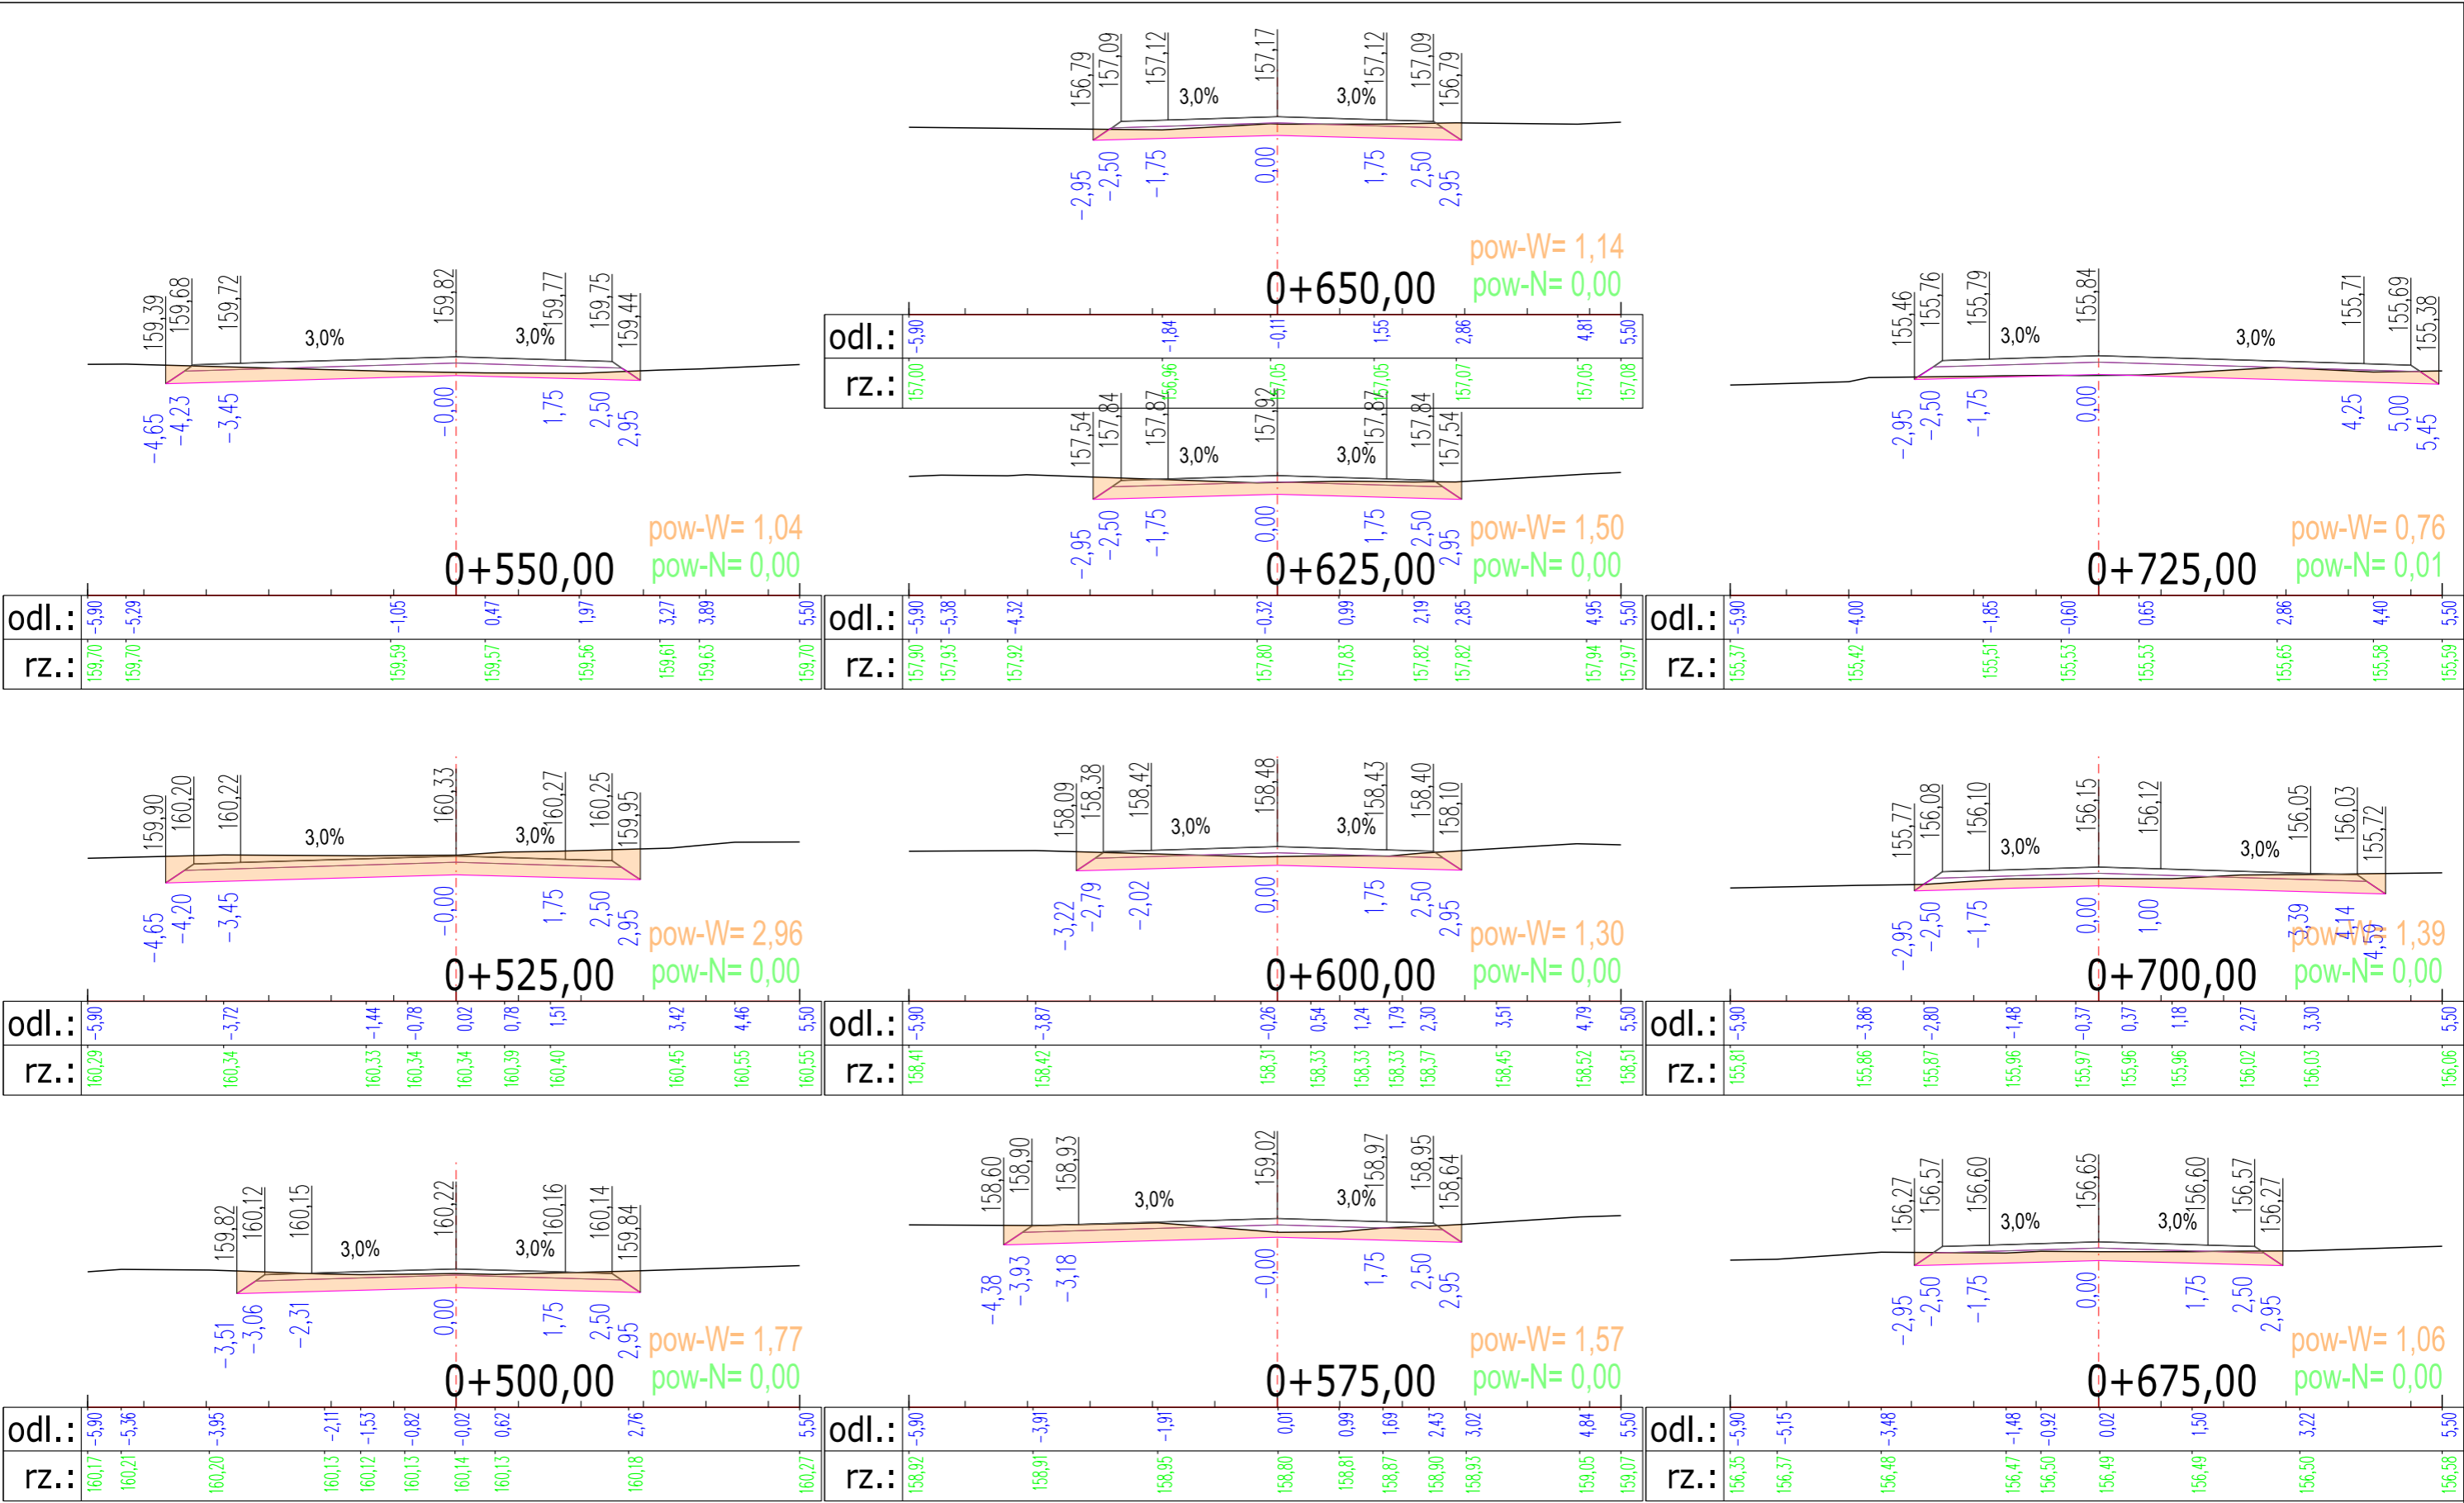 159,39 159,68 159,72 159,82 159,77 159,75 159,44
3,0% 3,0%
-4,65 -4,23 -3,45 -0,00 1,75 2,50 2,95
pow-W= 1,04
pow-N= 0,00
0+550,00
odl.: -5,90 -5,29 -1,05 0,47 1,97 3,27 3,89 5,50
rz.: 159,70 159,70 159,59 159,57 159,56 159,61 159,63 159,70
160,20 159,90 160,22 160,33 160,27 160,25 159,95
3,0% 3,0%
-4,65 -4,20 -3,45 -0,00 1,75 2,50 2,95
pow-W= 2,96
pow-N= 0,00
0+525,00
odl.: -5,90 -3,72 -1,44 -0,78 0,02 0,78 1,51 3,42 4,46 5,50
rz.: 160,29 160,34 160,33 160,34 160,34 160,39 160,40 160,45 160,55 160,55
159,82 160,12 160,15 160,22 160,16 160,14 159,84
3,0% 3,0%
-3,51 -3,06 -2,31 0,00 1,75 2,50 2,95
pow-W= 1,77
pow-N= 0,00
0+500,00
odl.: -5,90 -5,36 -3,95 -2,11 -1,53 -0,82 -0,02 0,62 2,76 5,50
rz.: 160,17 160,21 160,20 160,13 160,12 160,13 160,14 160,13 160,18 160,27
156,79 157,09 157,12 157,17 157,12 157,09 156,79
3,0% 3,0%
-2,95 -2,50 -1,75 0,00 1,75 2,50 2,95
pow-W= 1,14
pow-N= 0,00
0+650,00
odl.: -5,90 -1,84 -0,11 1,55 2,86 4,81 5,50
rz.: 157,00 156,96 157,05 157,05 157,07 157,05 157,08
157,54 157,84 157,87 157,92 157,87 157,84 157,54
3,0% 3,0%
-2,95 -2,50 -1,75 0,00 1,75 2,50 2,95
pow-W= 1,50
pow-N= 0,00
0+625,00
odl.: -5,90 -5,38 -4,32 -0,32 0,99 2,19 2,85 4,95 5,50
rz.: 157,90 157,93 157,92 157,80 157,83 157,82 157,82 157,94 157,97
158,09 158,38 158,42 158,48 158,43 158,40 158,10
3,0% 3,0%
-3,22 -2,79 -2,02 0,00 1,75 2,50 2,95
pow-W= 1,30
pow-N= 0,00
0+600,00
odl.: -5,90 -3,87 -0,26 0,54 1,24 1,79 2,30 3,51 4,79 5,50
rz.: 158,41 158,42 158,31 158,33 158,33 158,33 158,37 158,45 158,52 158,51
158,60 158,90 158,93 159,02 158,97 158,95 158,64
3,0% 3,0%
-4,38 -3,93 -3,18 -0,00 1,75 2,50 2,95
pow-W= 1,57
pow-N= 0,00
0+575,00
odl.: -5,90 -3,91 -1,91 0,01 0,99 1,69 2,43 3,02 4,84 5,50
rz.: 158,92 158,91 158,95 158,80 158,81 158,87 158,90 158,93 159,05 159,07
155,46 155,76 155,79 155,84 155,71 155,69 155,38
3,0% 3,0%
-2,95 -2,50 -1,75 0,00 4,25 5,00 5,45
pow-W= 0,76
pow-N= 0,01
0+725,00
odl.: -5,90 -4,00 -1,85 -0,60 0,65 2,86 4,40 5,50
rz.: 155,37 155,42 155,51 155,53 155,53 155,65 155,58 155,59
155,77 156,08 156,10 156,15 156,12 156,05 156,03 155,72
3,0% 3,0%
-2,95 -2,50 -1,75 0,00 1,00 3,39 4,14 4,59
pow-W= 1,39
pow-N= 0,00
0+700,00
odl.: -5,90 -3,86 -2,80 -1,48 -0,37 0,37 1,18 2,27 3,30 5,50
rz.: 155,81 155,86 155,87 155,96 155,97 155,96 155,96 156,02 156,03 156,06
156,27 156,57 156,60 156,65 156,60 156,57 156,27
3,0% 3,0%
-2,95 -2,50 -1,75 0,00 1,75 2,50 2,95
pow-W= 1,06
pow-N= 0,00
0+675,00
odl.: -5,90 -5,15 -3,48 -1,48 -0,92 0,02 1,50 3,22 5,50
rz.: 156,35 156,37 156,48 156,47 156,50 156,49 156,49 156,50 156,58